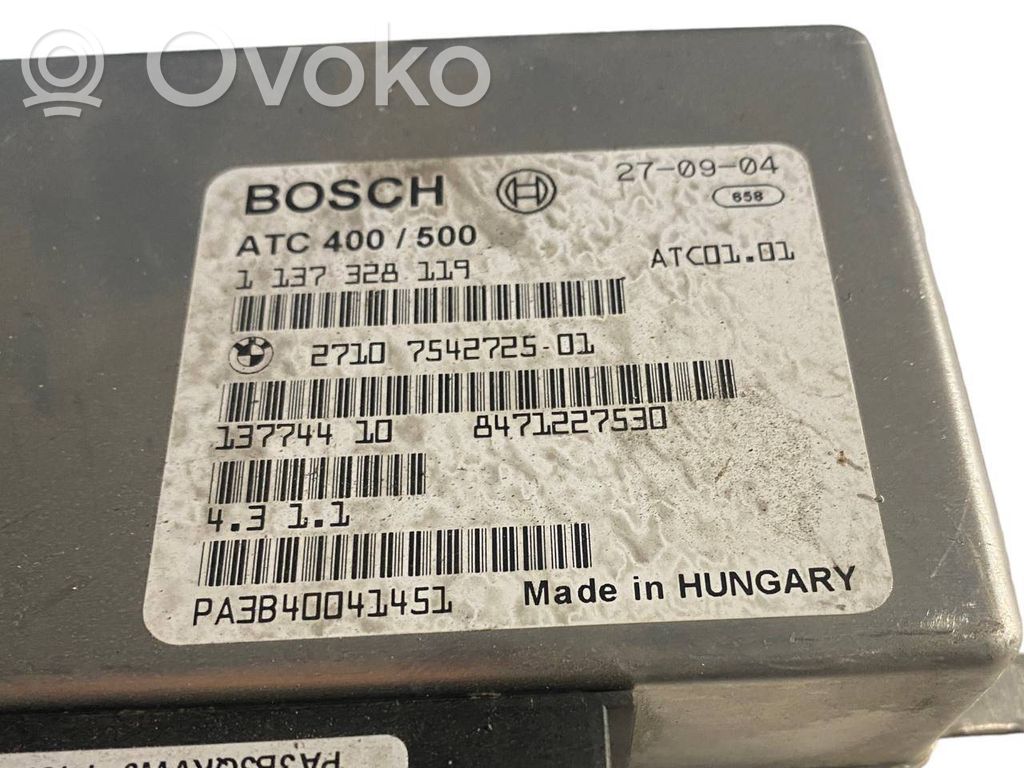 Ovoko
BOSCH 27-09-04
658
ATC 400 / 500
1 137 328 119 ATC01.01
2710 7542725-01
137744 10 8471227530
4.3 1.1
PA3B40041451 Made in HUNGARY